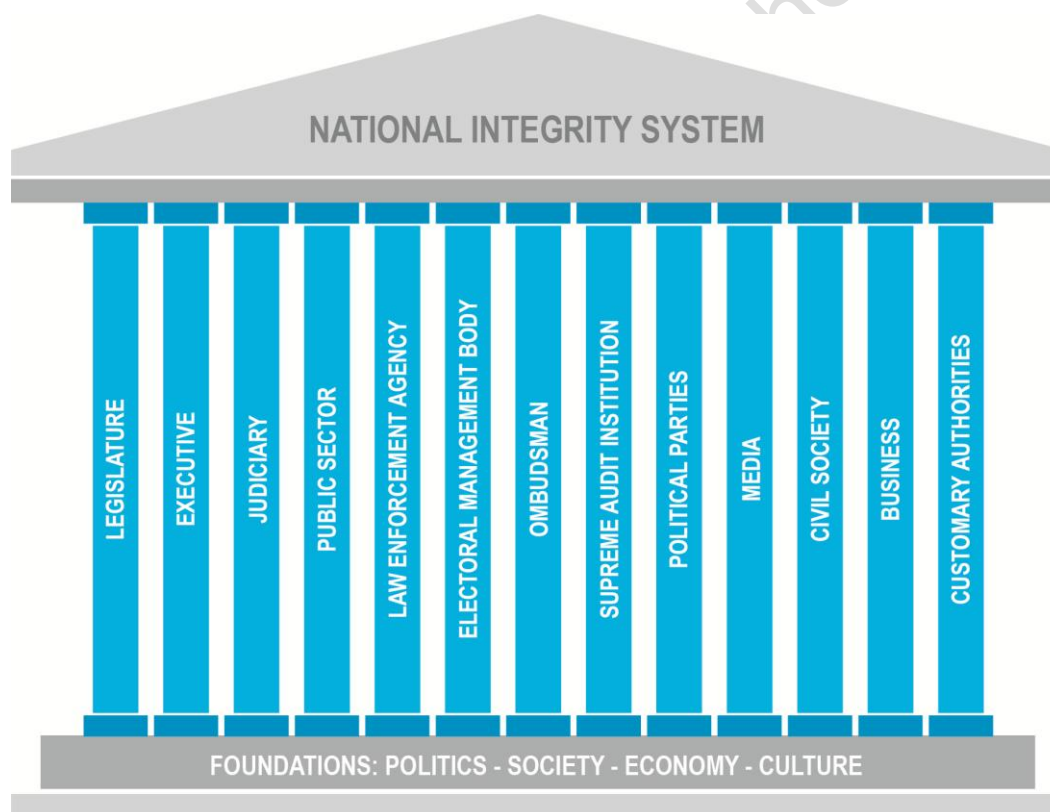 NATIONAL INTEGRITY SYSTEM
LEGISLATURE
EXECUTIVE
JUDICIARY
PUBLIC SECTOR
LAW ENFORCEMENT AGENCY
ELECTORAL MANAGEMENT BODY
OMBUDSMAN
SUPREME AUDIT INSTITUTION
POLITICAL PARTIES
MEDIA
CIVIL SOCIETY
BUSINESS
CUSTOMARY AUTHORITIES
FOUNDATIONS: POLITICS - SOCIETY - ECONOMY - CULTURE